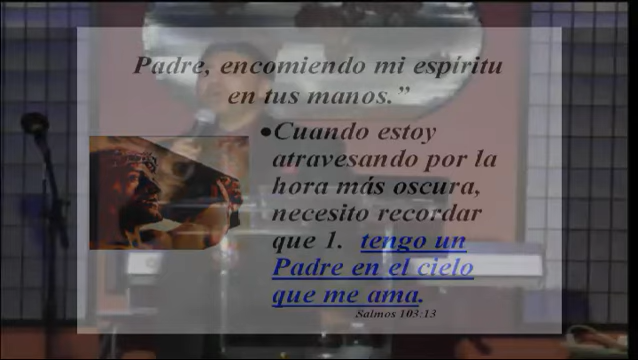 Padre, encomiendo mi espíritu
en tus manos.”
•Cuando estoy
atravesando por la
hora más oscura,
necesito recordar
que 1. tengo un
Padre en el cielo
que me ama.
Salmos 103:13